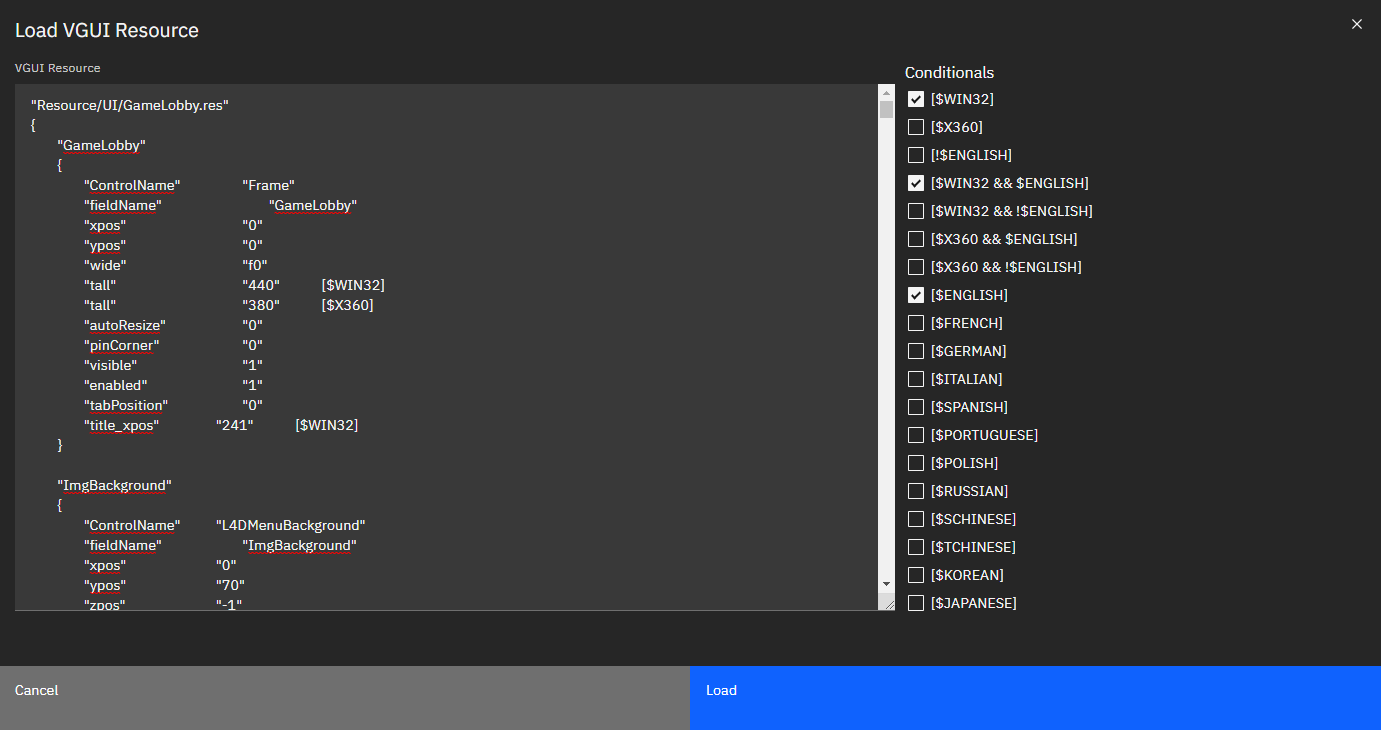 Load VGUI Resource
VGUI Resource
"Resource/UI/GameLobby.res"
{
"GameLobby"
{
"ControlName" "Frame"
"fieldName" "GameLobby"
"xpos" "0"
"ypos" "0"
"wide" "f0"
"tall" "440" [$WIN32]
"tall" "380" [$X360]
"autoResize" "0"
"pinCorner" "0"
"visible" "1"
"enabled" "1"
"tabPosition" "0"
"title_xpos" "241" [$WIN32]
}
"ImgBackground"
{
"ControlName" "L4DMenuBackground"
"fieldName" "ImgBackground"
"xpos" "0"
"ypos" "70"
"zpos" "-1"
Conditionals
[$WIN32]
[$X360]
[!$ENGLISH]
[$WIN32 && $ENGLISH]
[$WIN32 && !$ENGLISH]
[$X360 && $ENGLISH]
[$X360 && !$ENGLISH]
[$ENGLISH]
[$FRENCH]
[$GERMAN]
[$ITALIAN]
[$SPANISH]
[$PORTUGUESE]
[$POLISH]
[$RUSSIAN]
[$SCHINESE]
[$TCHINESE]
[$KOREAN]
[$JAPANESE]
Cancel
Load